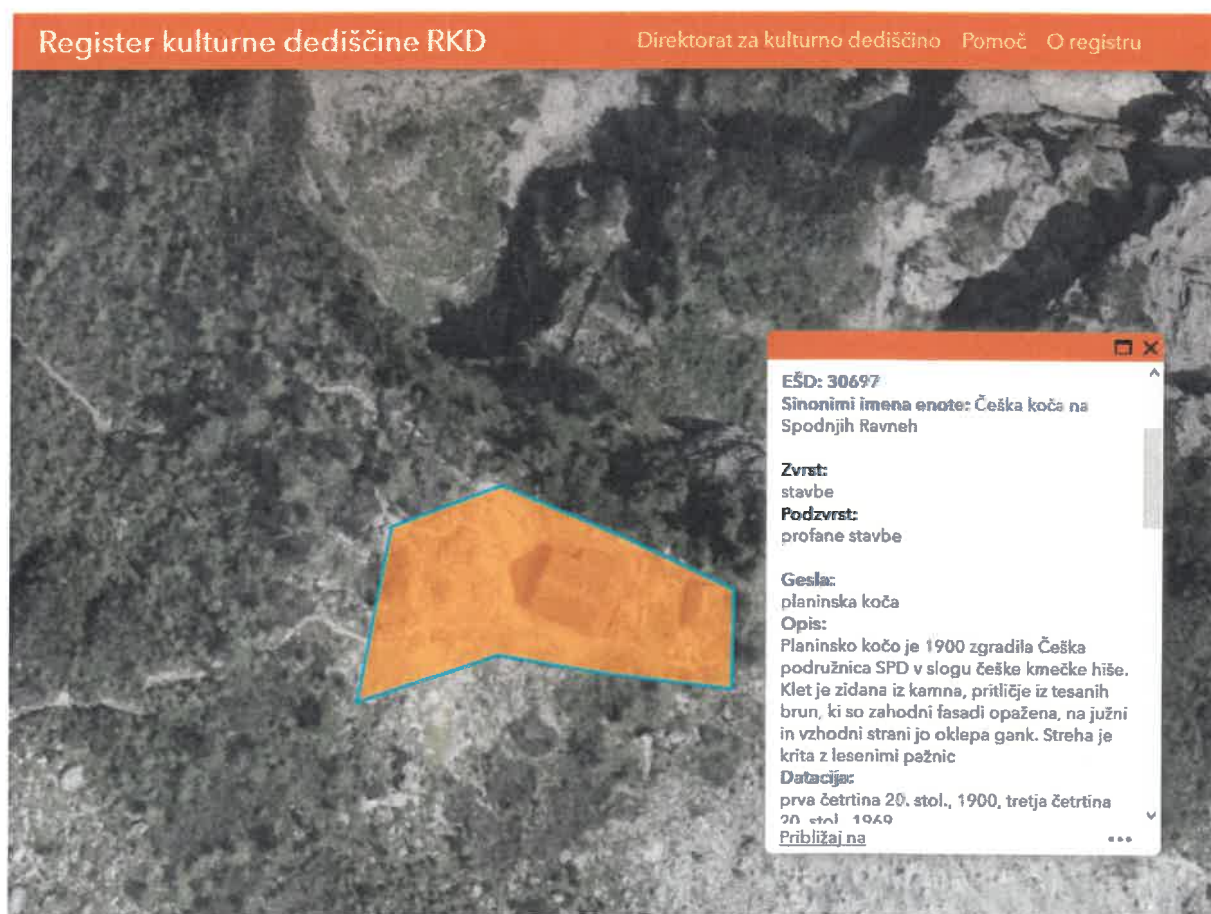 Register kulturne dediščine RKD
Direktorat za kulturno dediščino Pomoč O registru
EŠD: 30697
Sinonimi imena enote: Češka koča na
Spodnjih Ravneh
Zvrst:
stavbe
Podzvrst:
profane stavbe
Gesla:
planinska koča
Opis:
Planinsko kočo je 1900 zgradila Češka
podružnica SPD v slogu češke kmečke hiše.
Klet je zidana iz kamna, pritličje iz tesanih
brun, ki so zahodni fasadi opažena, na južni
in vzhodni strani jo oklepa gank. Streha je
krita z lesenimi pažnic
Datacija:
prva četrtina 20. stol., 1900, tretja četrtina
20. stol., 1969
Približaj na